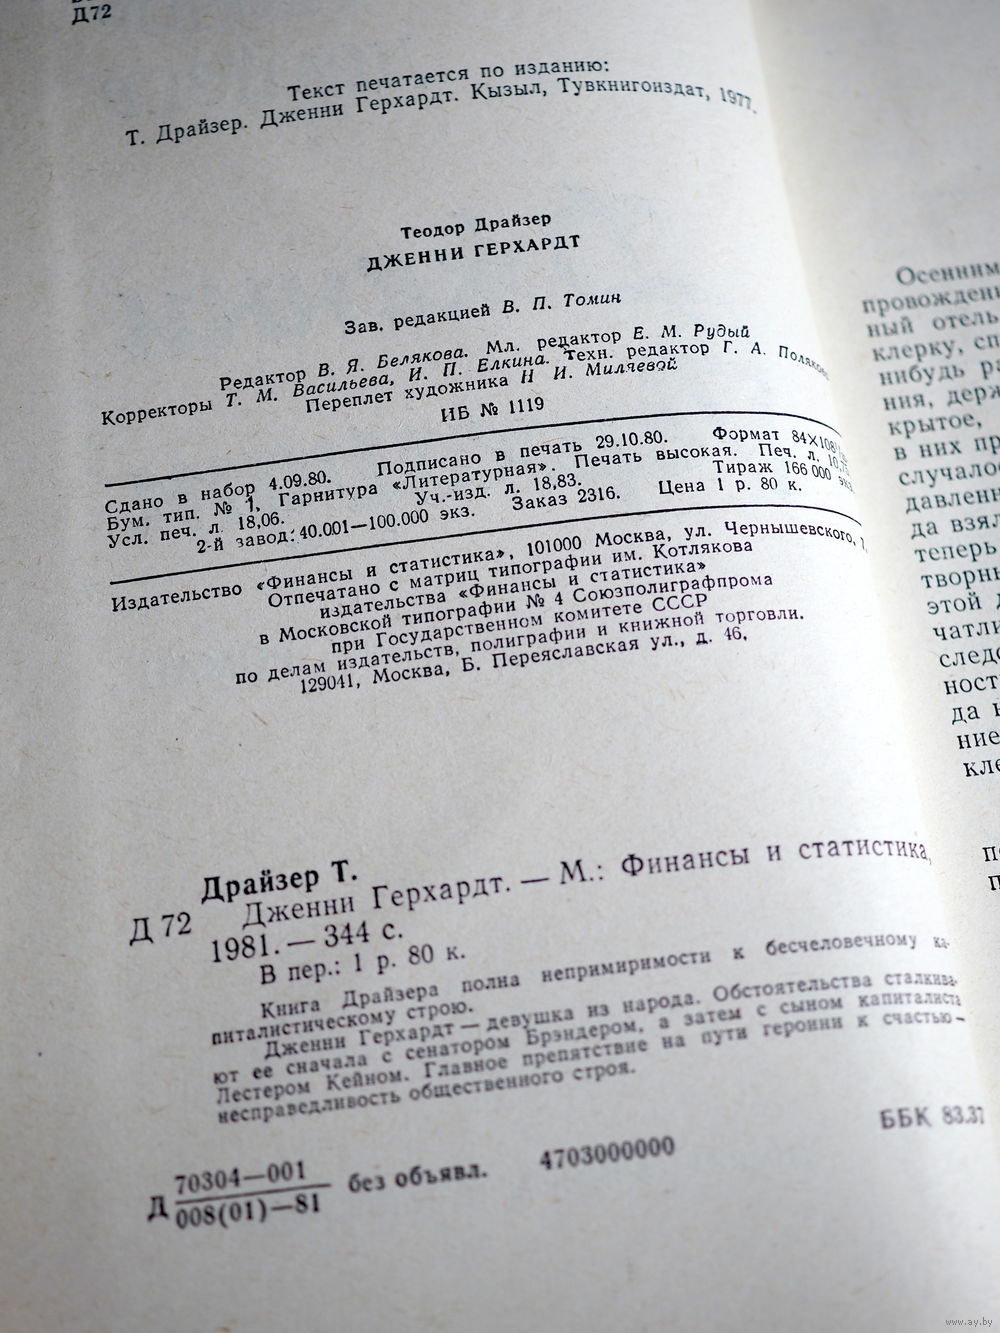 Д72
Текст печатается по изданию:
Т. Драйзер. Дженни Герхардт. Кызыл, Тувкнигоиздат, 1977.
Теодор Драйзер
ДЖЕННИ ГЕРХАРДТ
Зав. редакцией В. П. Томин
Редактор В. Я. Белякова. Мл. редактор Е. М. Рудый
Корректоры Т. М. Васильева, И. П. Елкина. Техн. редактор Г. А. Полякова
Переплет художника Н И. Миляевой
ИБ № 1119
Сдано в набор 4.09.80. Подписано в печать 29.10.80. Формат 84×108
Бум. тип. № 1, Гарнитура «Литературная». Печать высокая. Печ. л.
Усл. печ. л. 18,06. Уч.-изд. л. 18,83. Тираж 166 000 экз.
2-й завод: 40.001—100.000 экз. Заказ 2316. Цена 1 р. 80 к.
Издательство «Финансы и статистика», 101000 Москва, ул. Чернышевского, 7,
Отпечатано с матриц типографии им. Котлякова
издательства «Финансы и статистика»
в Московской типографии № 4 Союзполиграфпрома
при Государственном комитете СССР
по делам издательств, полиграфии и книжной торговли.
129041, Москва, Б. Переяславская ул., д. 46,
Драйзер Т.
Д 72 Дженни Герхардт. — М.: Финансы и статистика,
1981. — 344 с.
В пер.: 1 р. 80 к.
Книга Драйзера полна непримиримости к бесчеловечному ка-
питалистическому строю.
Дженни Герхардт — девушка из народа. Обстоятельства сталкива-
ют ее сначала с сенатором Брэндером, а затем с сыном капиталиста
Лестером Кейном. Главное препятствие на пути героини к счастью —
несправедливость общественного строя.
Д 70304—001
008(01)—81 без объявл. 4703000000
ББК 83.37
Осенним
провожден
ный отель
клерку, сп
нибудь ра
ния, держ
крытое,
в них пр
случало
давлен
да взял
теперь
творны
этой д
чатли
следо
ност
да н
ние
кле
п
п
www.ay.by